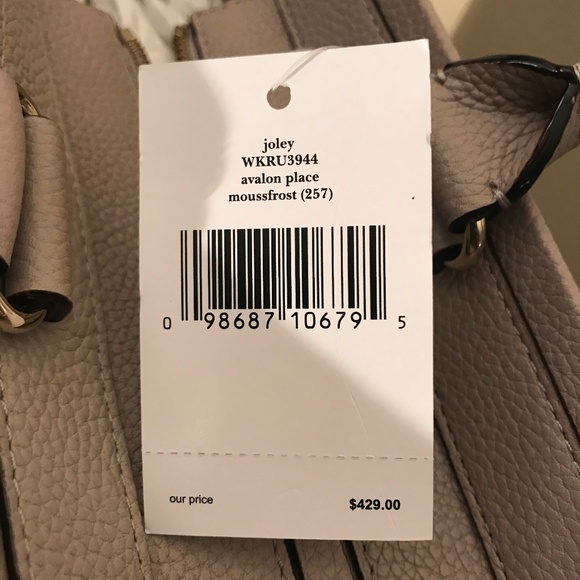 joley
WKRU3944
avalon place
moussfrost (257)
0 98687 10679 5
our price $429.00